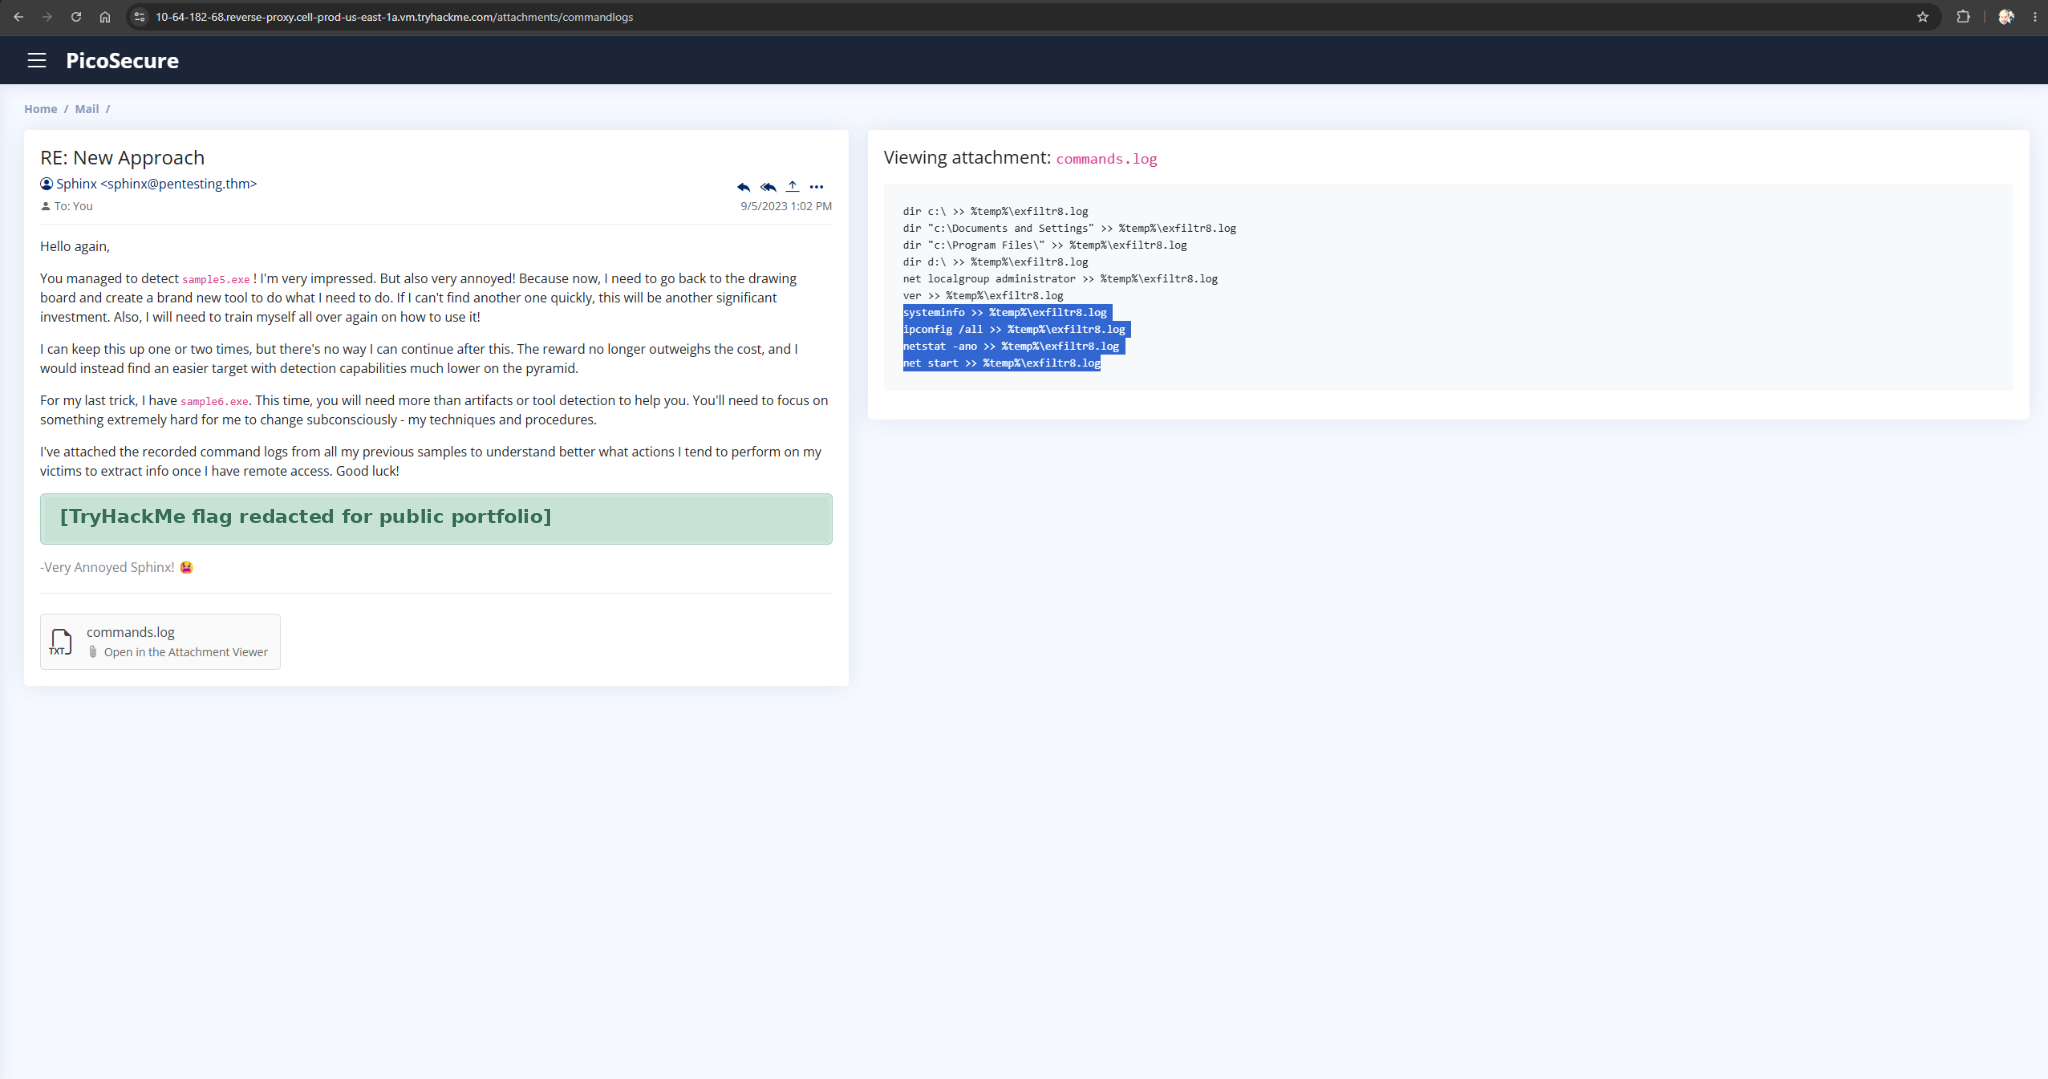 10-64-182-68.reverse-proxy.cell-prod-us-east-1a.vm.tryhackme.com/attachments/commandlogs
PicoSecure
Home / Mail /
RE: New Approach
Sphinx <sphinx@pentesting.thm>
To: You
9/5/2023 1:02 PM
Hello again,
You managed to detect sample5.exe ! I'm very impressed. But also very annoyed! Because now, I need to go back to the drawing
board and create a brand new tool to do what I need to do. If I can't find another one quickly, this will be another significant
investment. Also, I will need to train myself all over again on how to use it!
I can keep this up one or two times, but there's no way I can continue after this. The reward no longer outweighs the cost, and I
would instead find an easier target with detection capabilities much lower on the pyramid.
For my last trick, I have sample6.exe. This time, you will need more than artifacts or tool detection to help you. You'll need to focus on
something extremely hard for me to change subconsciously - my techniques and procedures.
I've attached the recorded command logs from all my previous samples to understand better what actions I tend to perform on my
victims to extract info once I have remote access. Good luck!
[TryHackMe flag redacted for public portfolio]
-Very Annoyed Sphinx! 😫
TXT
commands.log
Open in the Attachment Viewer
Viewing attachment: commands.log
dir c:\ >> %temp%\exfiltr8.log
dir "c:\Documents and Settings" >> %temp%\exfiltr8.log
dir "c:\Program Files\" >> %temp%\exfiltr8.log
dir d:\ >> %temp%\exfiltr8.log
net localgroup administrator >> %temp%\exfiltr8.log
ver >> %temp%\exfiltr8.log
systeminfo >> %temp%\exfiltr8.log
ipconfig /all >> %temp%\exfiltr8.log
netstat -ano >> %temp%\exfiltr8.log
net start >> %temp%\exfiltr8.log